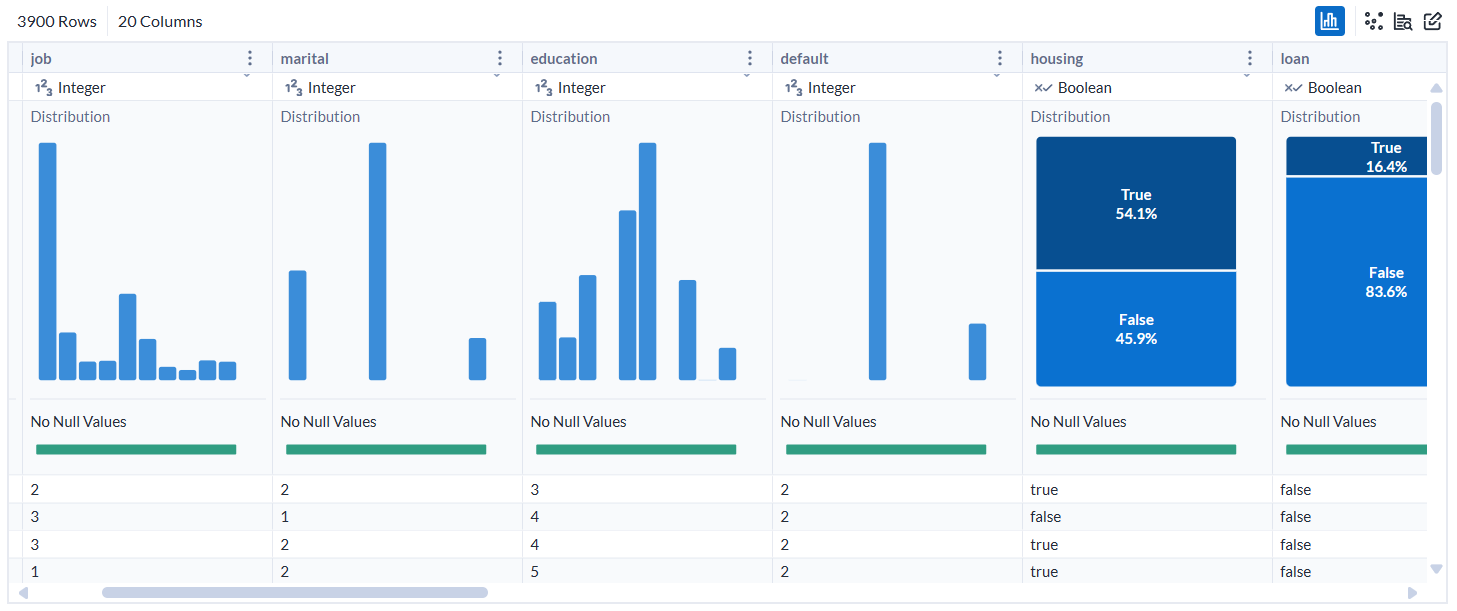 3900 Rows 20 Columns
job marital education default housing loan
123 Integer 123 Integer 123 Integer 123 Integer Boolean Boolean
Distribution Distribution Distribution Distribution Distribution Distribution
True
16.4%
True
54.1%
False
83.6%
False
45.9%
No Null Values No Null Values No Null Values No Null Values No Null Values No Null Values
2 2 3 2 true false
3 1 4 2 false false
3 2 4 2 true false
1 2 5 2 true false